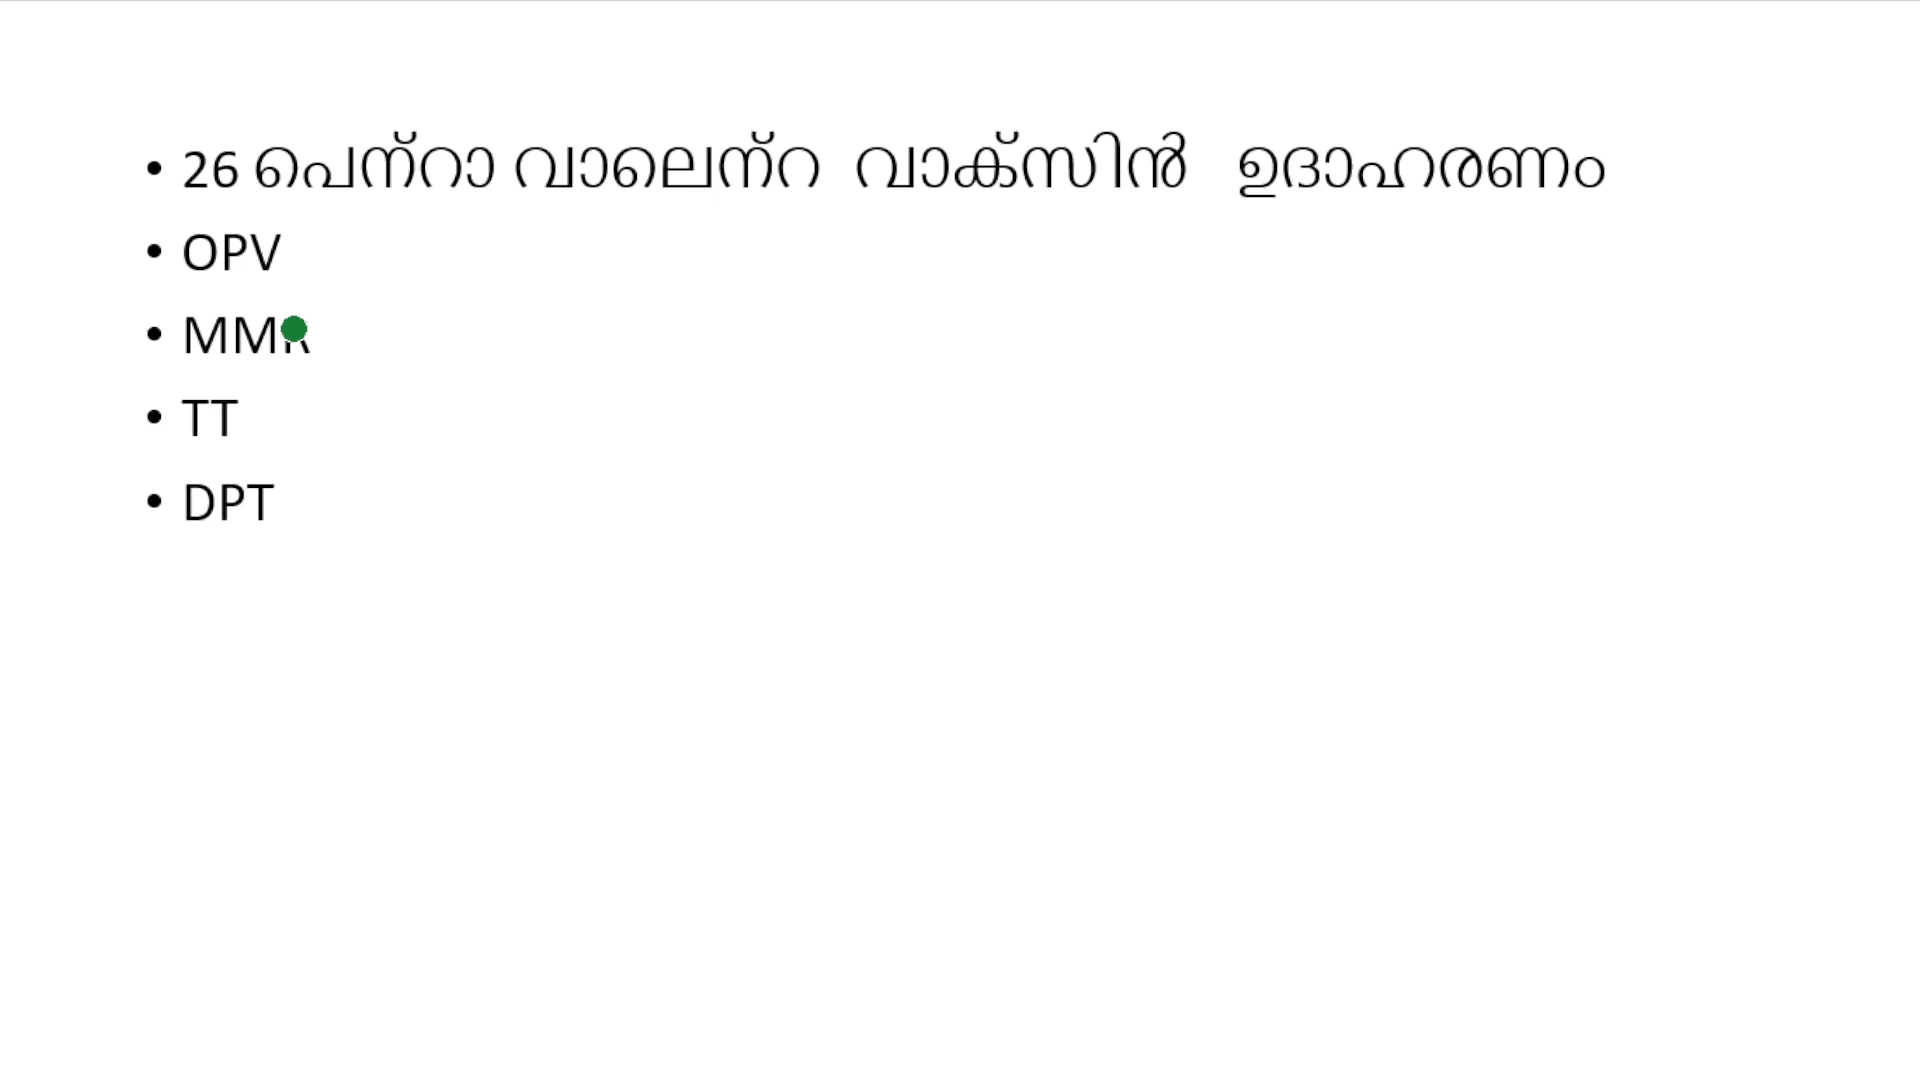 • 26 പെന്റാ വാലെന്റ വാക്സിൻ ഉദാഹരണം
• OPV
• MMR
• TT
• DPT